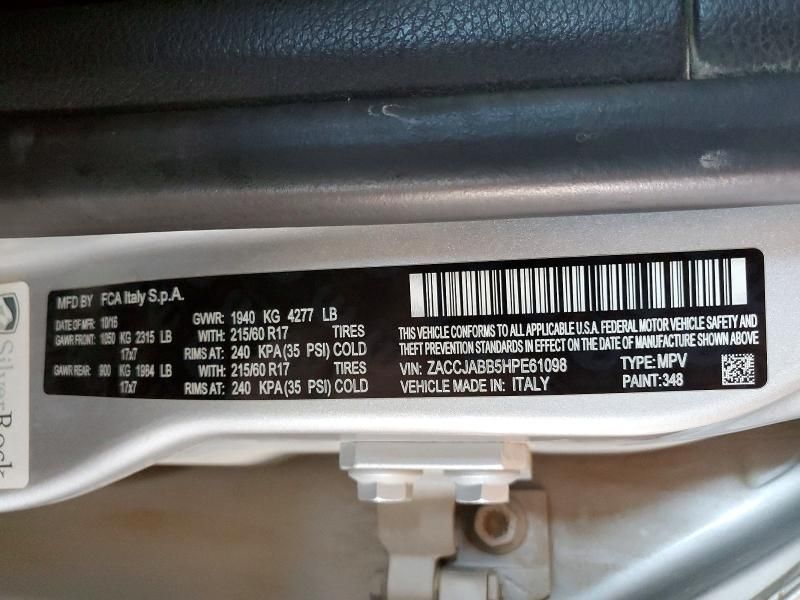 MFD BY FCA Italy S.p.A.
DATE OF MFR: 10/16 GVWR: 1940 KG 4277 LB
GAWR FRONT: 1050 KG 2315 LB WITH: 215/60 R17 TIRES
17x7 RIMS AT: 240 KPA(35 PSI) COLD
GAWR REAR: 900 KG 1984 LB WITH: 215/60 R17 TIRES
17x7 RIMS AT: 240 KPA(35 PSI) COLD
THIS VEHICLE CONFORMS TO ALL APPLICABLE U.S.A. FEDERAL MOTOR VEHICLE SAFETY AND
THEFT PREVENTION STANDARDS IN EFFECT ON THE DATE OF MANUFACTURE SHOWN ABOVE
VIN: ZACCJABB5HPE61098 TYPE: MPV
VEHICLE MADE IN: ITALY PAINT:348
SilverRock